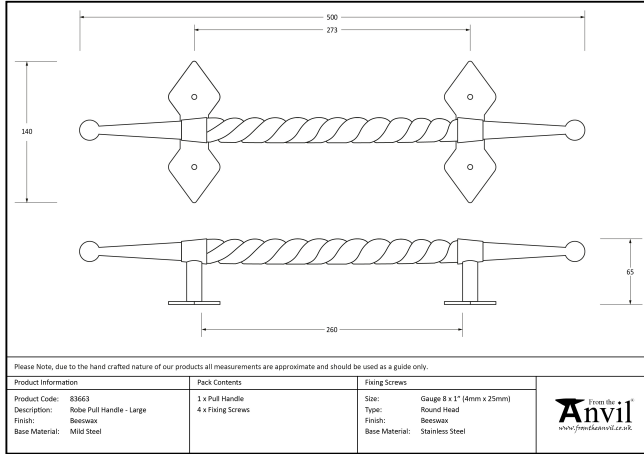 500
273
140
65
260
Please Note, due to the hand crafted nature of our products all measurements are approximate and should be used as a guide only.
Product Information
Product Code: 83663
Description: Robe Pull Handle - Large
Finish: Beeswax
Base Material: Mild Steel
Pack Contents
1 x Pull Handle
4 x Fixing Screws
Fixing Screws
Size: Gauge 8 x 1" (4mm x 25mm)
Type: Round Head
Finish: Beeswax
Base Material: Stainless Steel
From the
Anvil®
www.fromtheanvil.co.uk